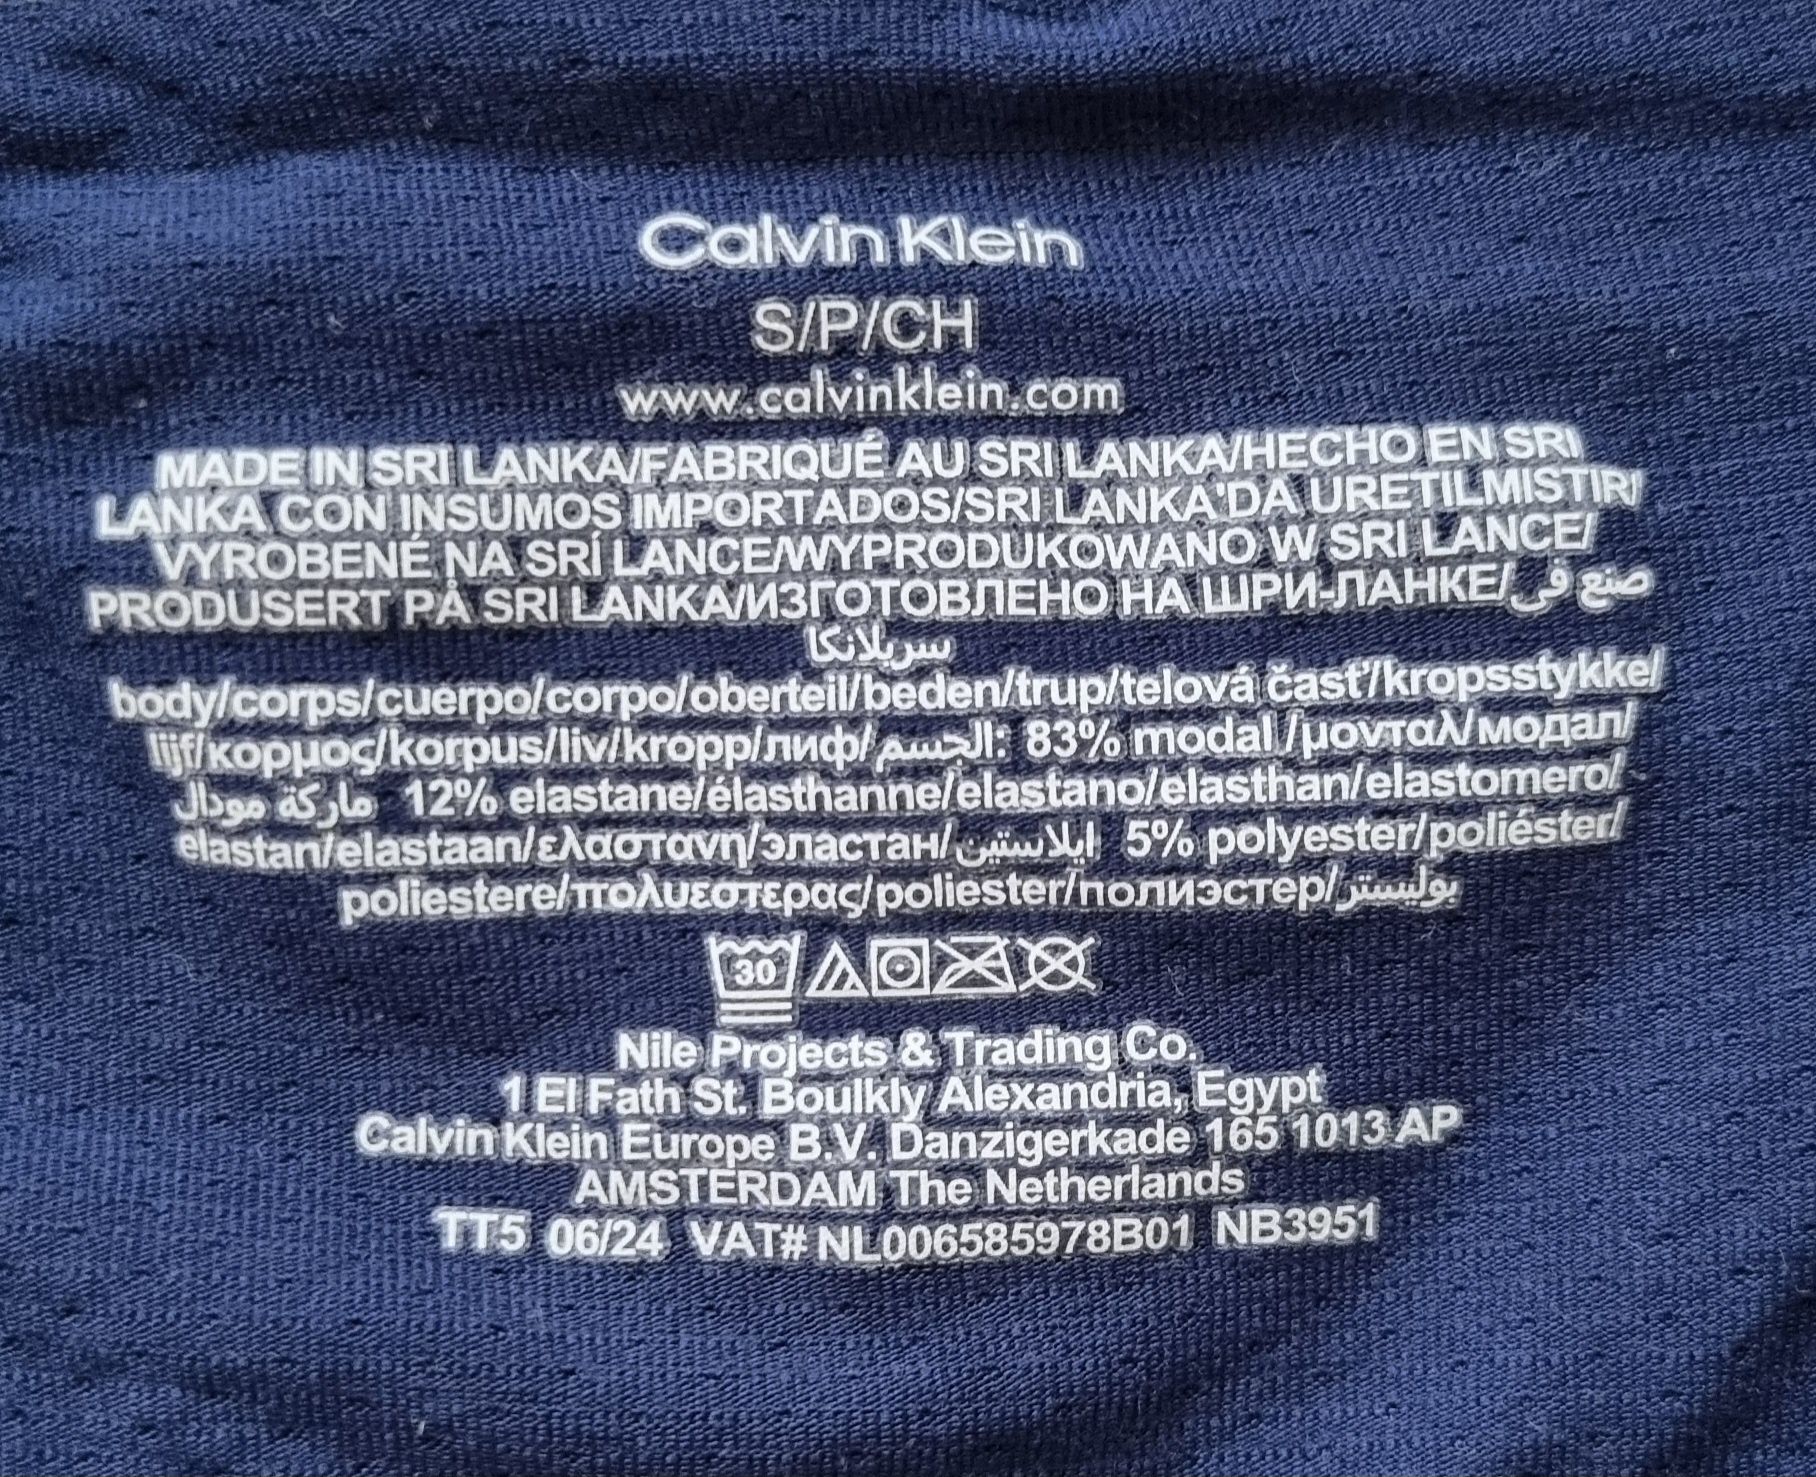 Calvin Klein
S/P/CH
www.calvinklein.com
MADE IN SRI LANKA/FABRIQUÉ AU SRI LANKA/HECHO EN SRI
LANKA CON INSUMOS IMPORTADOS/SRI LANKA'DA URETILMISTIR/
VYROBENÉ NA SRÍ LANCE/WYPRODUKOWANO W SRI LANCE/
PRODUSERT PÅ SRI LANKA/ИЗГОТОВЛЕНО НА ШРИ-ЛАНКЕ/صنع فى
سريلانكا
body/corps/cuerpo/corpo/oberteil/beden/trup/telová časť/kropsstykke/
lijf/κορμος/korpus/liv/kropp/лиф/الجسم: 83% modal /μονταλ/модал/
ماركة مودال 12% elastane/élasthanne/elastano/elasthan/elastomero/
elastan/elastaan/ελαστανη/эластан/ايلاستين 5% polyester/poliéster/
poliestere/πολυεστερας/poliester/полиэстер/بوليستر
30
Nile Projects & Trading Co.
1 El Fath St. Boulkly Alexandria, Egypt
Calvin Klein Europe B.V. Danzigerkade 165 1013 AP
AMSTERDAM The Netherlands
TT5 06/24 VAT# NL006585978B01 NB3951